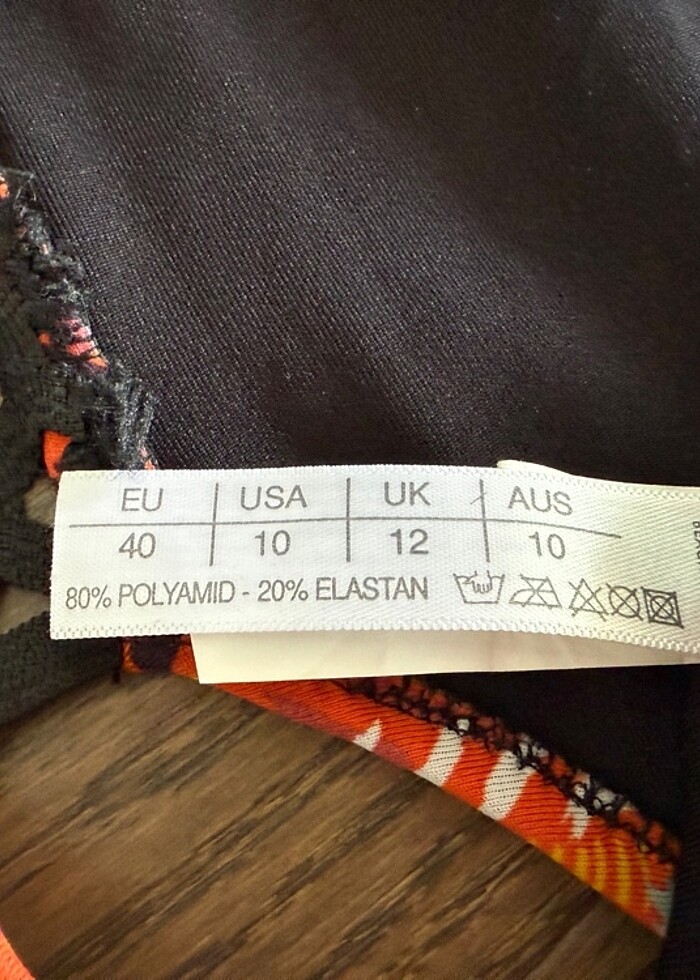 EU | USA | UK | AUS
40 | 10 | 12 | 10
80% POLYAMID - 20% ELASTAN